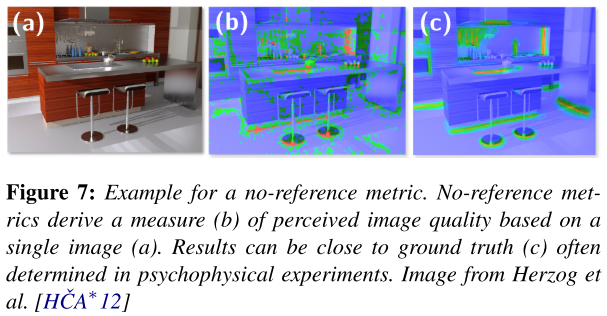 (a) (b) (c)
Figure 7: Example for a no-reference metric. No-reference met-
rics derive a measure (b) of perceived image quality based on a
single image (a). Results can be close to ground truth (c) often
determined in psychophysical experiments. Image from Herzog et
al. [HČA*12]